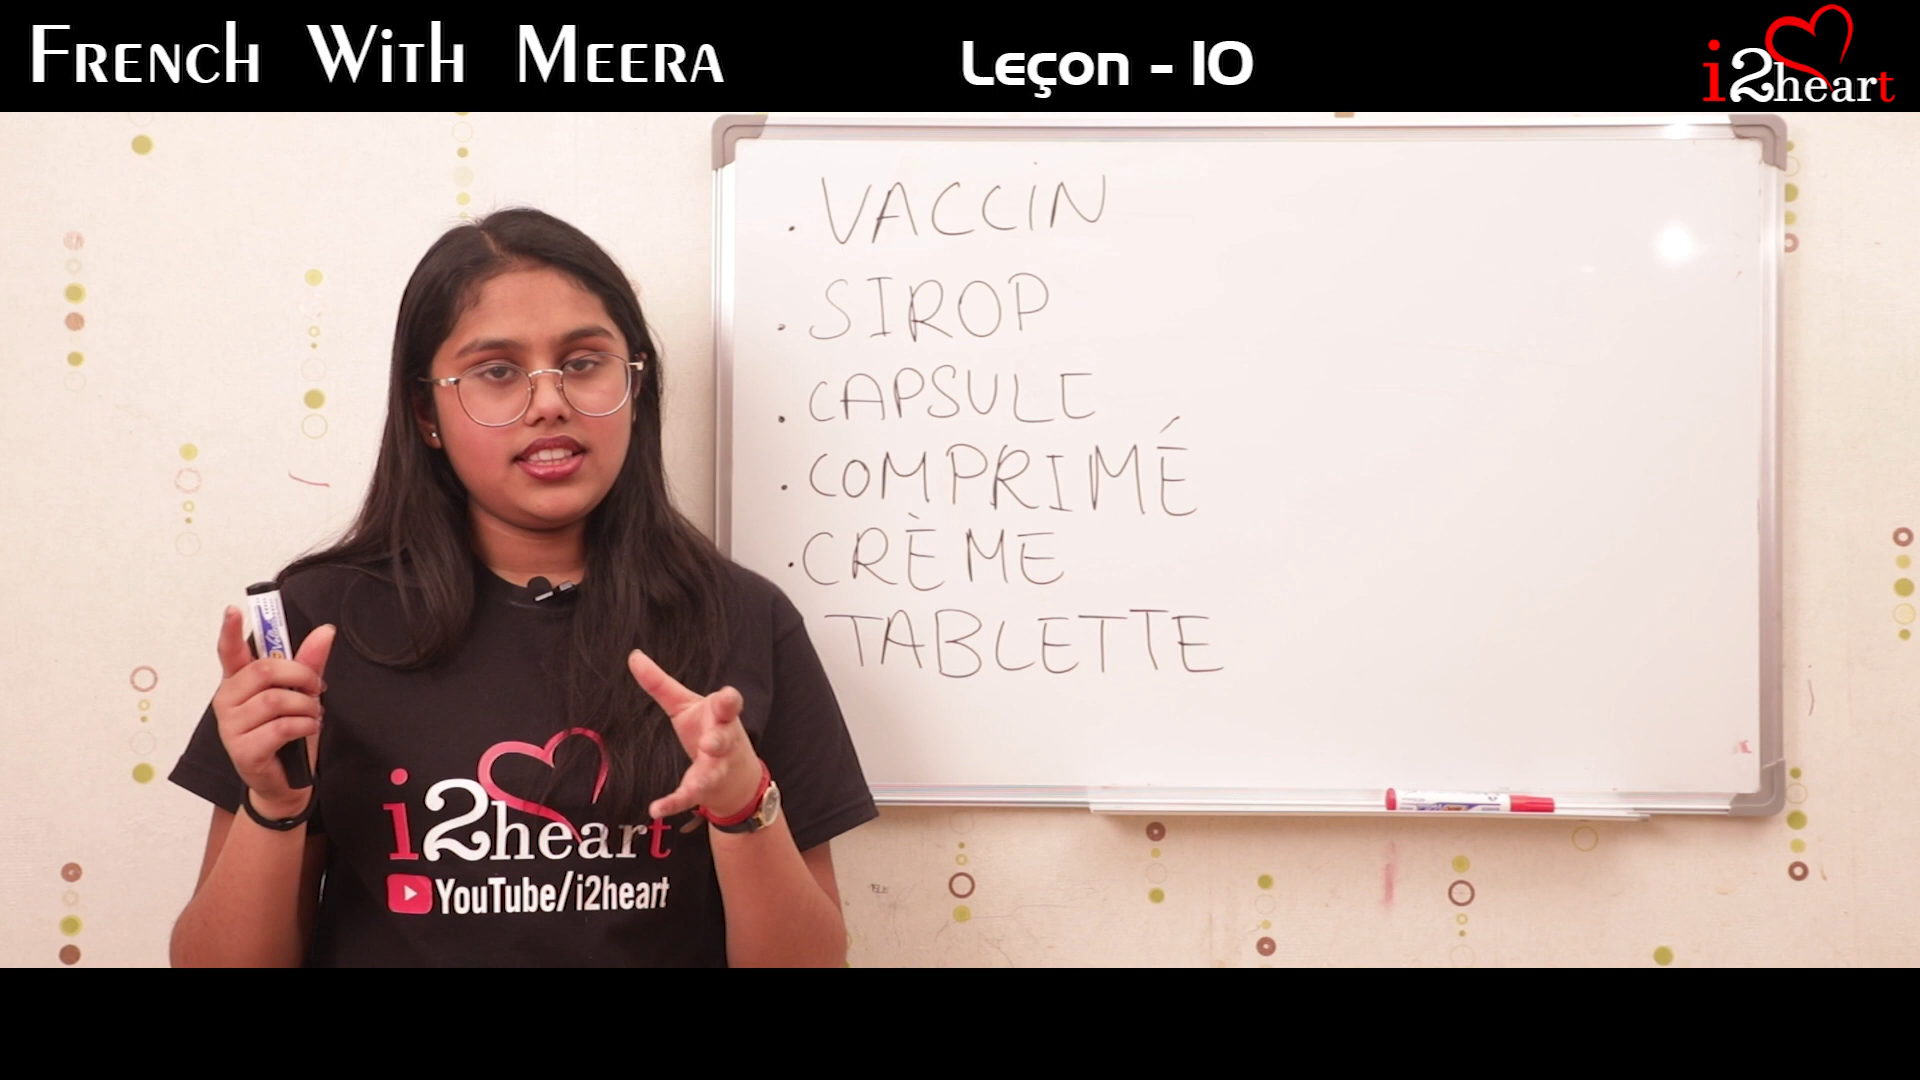 French With Meera
Leçon - 10
i2heart
. VACCIN
. SIROP
. CAPSULE
. COMPRIMÉ
. CRÈME
TABLETTE
i2heart
YouTube/i2heart